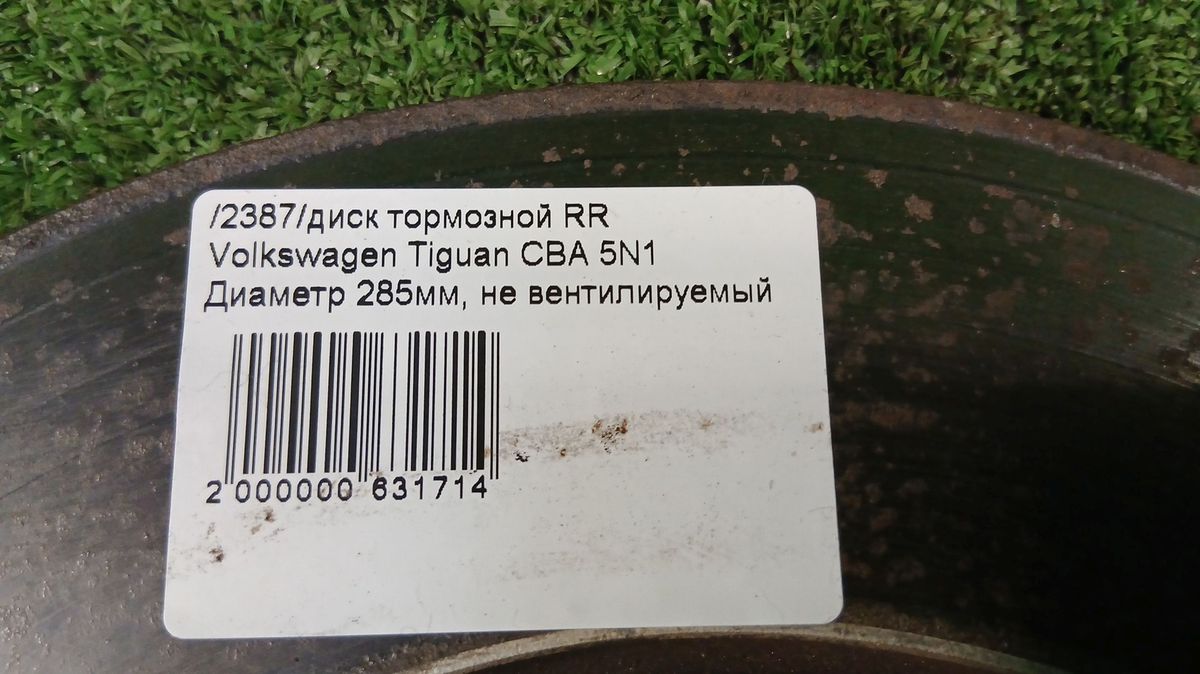 /2387/диск тормозной RR
Volkswagen Tiguan CBA 5N1
Диаметр 285мм, не вентилируемый
2 000000 631714